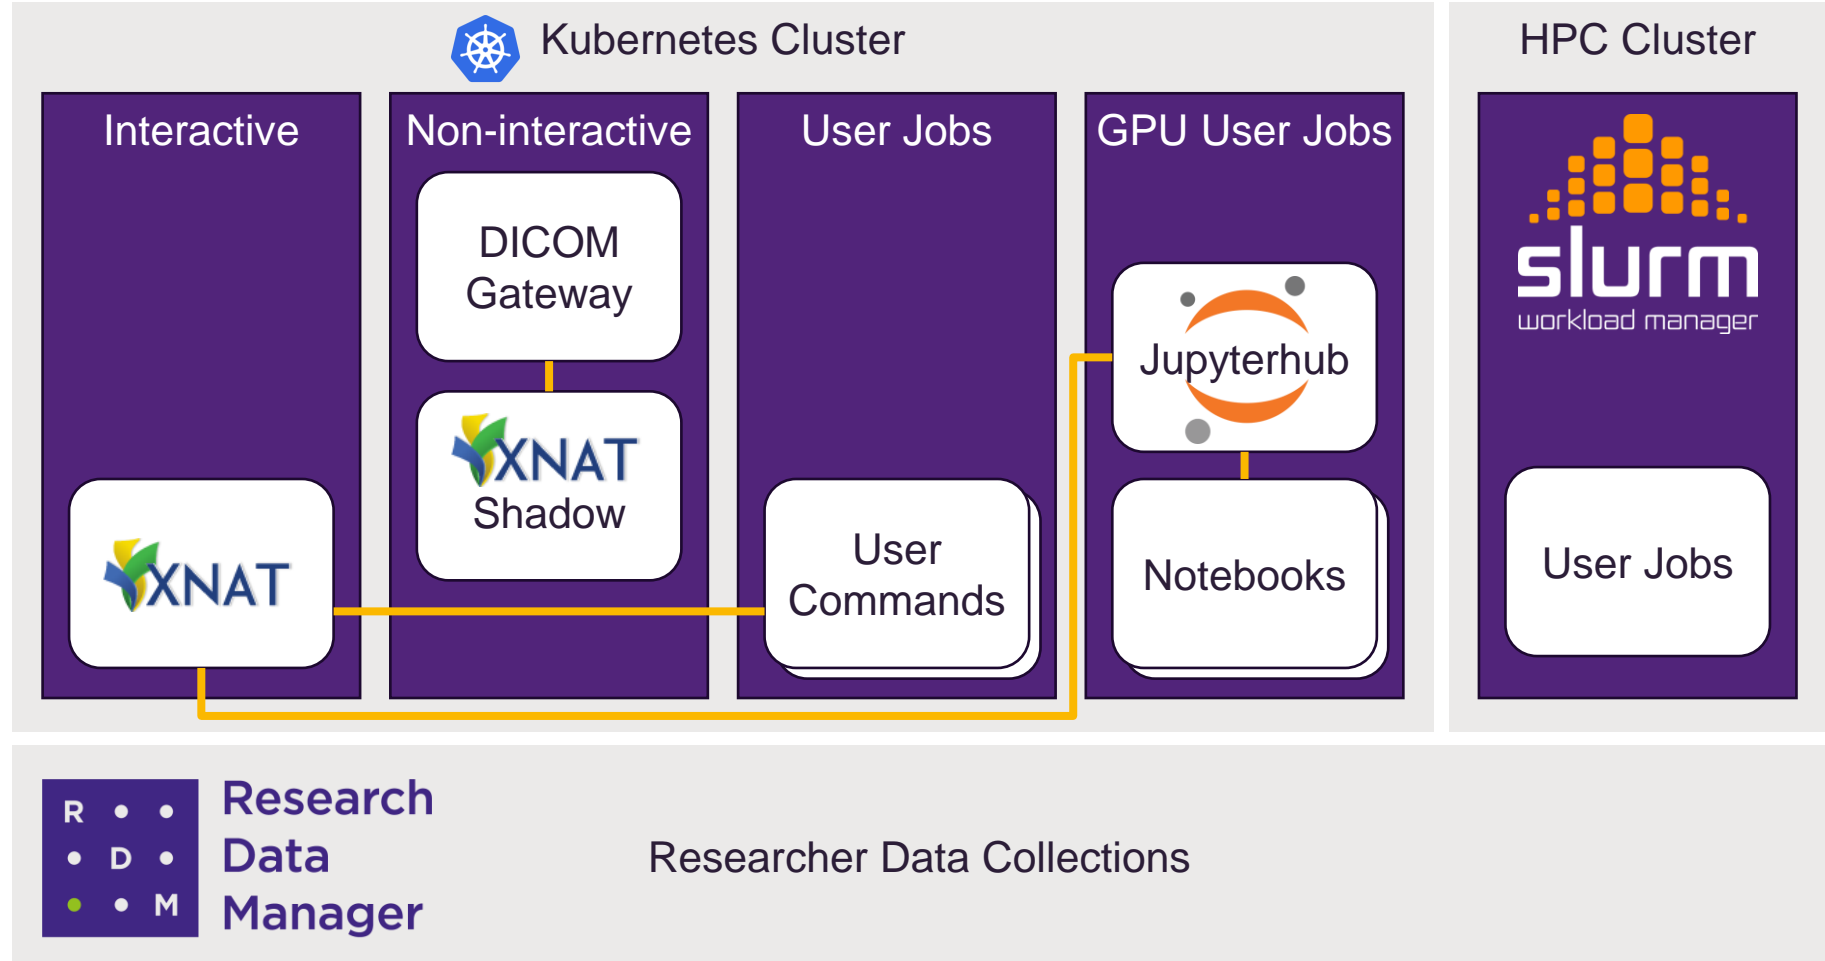 Kubernetes Cluster
Interactive
XNAT
Non-interactive
DICOM
Gateway
XNAT
Shadow
User Jobs
User
Commands
GPU User Jobs
Jupyterhub
Notebooks
HPC Cluster
slurm
workload manager
User Jobs
R
D
M
Research
Data
Manager
Researcher Data Collections